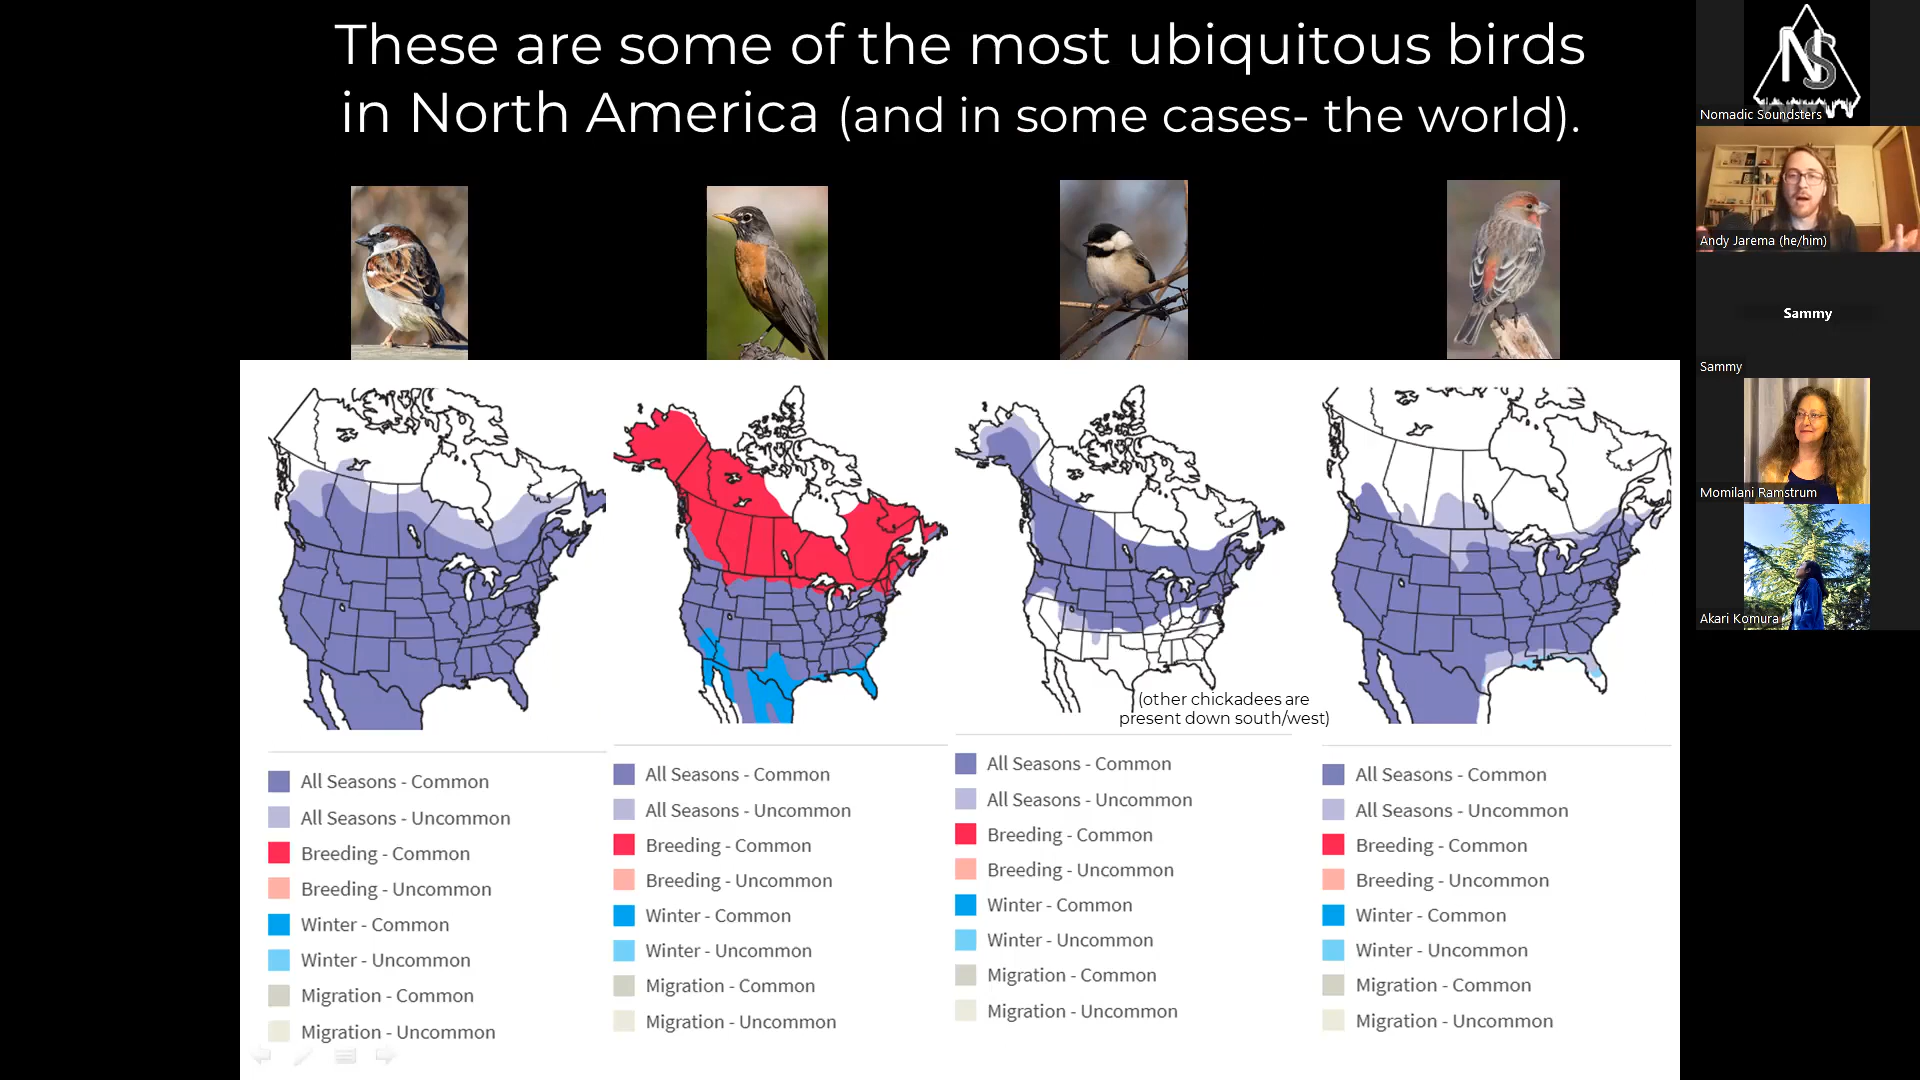 These are some of the most ubiquitous birds
in North America (and in some cases- the world).
(other chickadees are
present down south/west)
All Seasons - Common
All Seasons - Uncommon
Breeding - Common
Breeding - Uncommon
Winter - Common
Winter - Uncommon
Migration - Common
Migration - Uncommon
All Seasons - Common
All Seasons - Uncommon
Breeding - Common
Breeding - Uncommon
Winter - Common
Winter - Uncommon
Migration - Common
Migration - Uncommon
All Seasons - Common
All Seasons - Uncommon
Breeding - Common
Breeding - Uncommon
Winter - Common
Winter - Uncommon
Migration - Common
Migration - Uncommon
All Seasons - Common
All Seasons - Uncommon
Breeding - Common
Breeding - Uncommon
Winter - Common
Winter - Uncommon
Migration - Common
Migration - Uncommon
NS
Nomadic Soundsters
Andy Jarema (he/him)
Sammy
Sammy
Momilani Ramstrum
Akari Komura